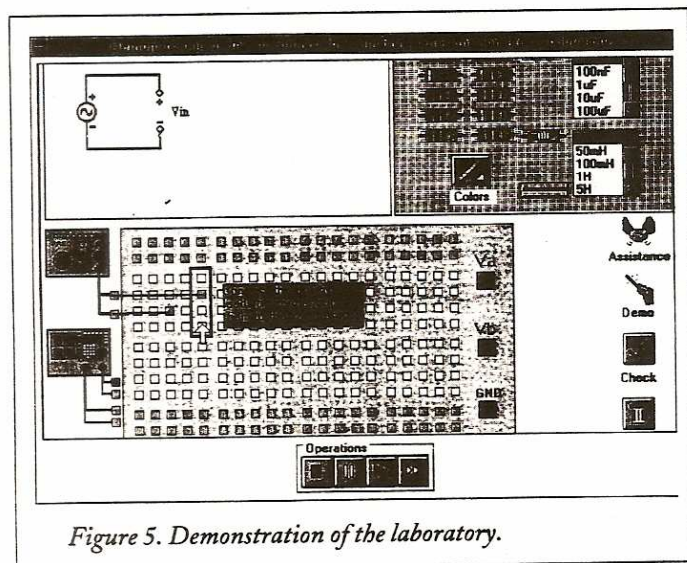 Vin
100nF
1uF
10uF
100uF
50mH
100mH
1H
5H
Colors
Va
Vb
GND
Assistance
Demo
Check
Operations
Figure 5. Demonstration of the laboratory.